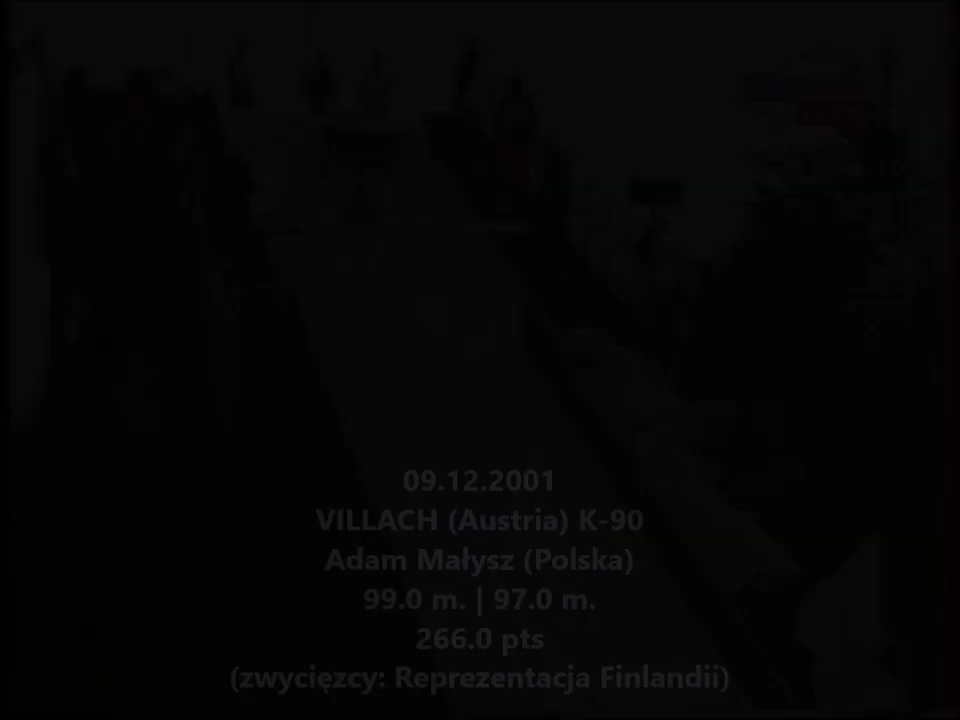 09.12.2001
VILLACH (Austria) K-90
Adam Małysz (Polska)
99.0 m. | 97.0 m.
266.0 pts
(zwycięzcy: Reprezentacja Finlandii)